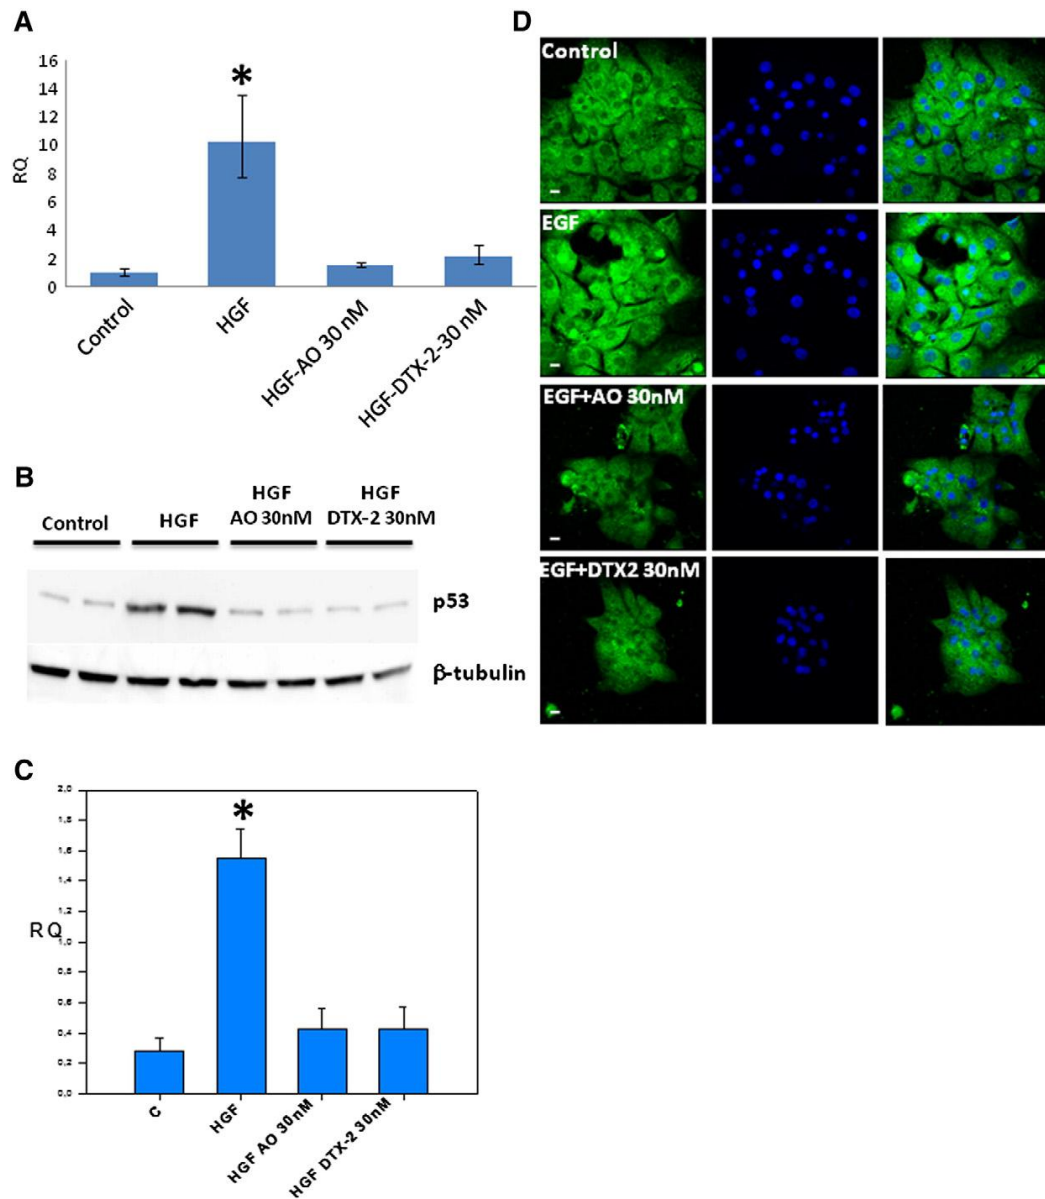 A
16
14
12
10
8
6
4
2
0
RQ
*
Control
HGF
HGF-AO 30 nM
HGF-DTX-2-30 nM
B
Control
HGF
HGF
AO 30nM
HGF
DTX-2 30nM
p53
β-tubulin
C
2,0
1,8
1,6
1,4
1,2
1,0
0,8
0,6
0,4
0,2
0,0
RQ
*
C
HGF
HGF AO 30nM
HGF DTX-2 30nM
D
Control
EGF
EGF+AO 30nM
EGF+DTX2 30nM